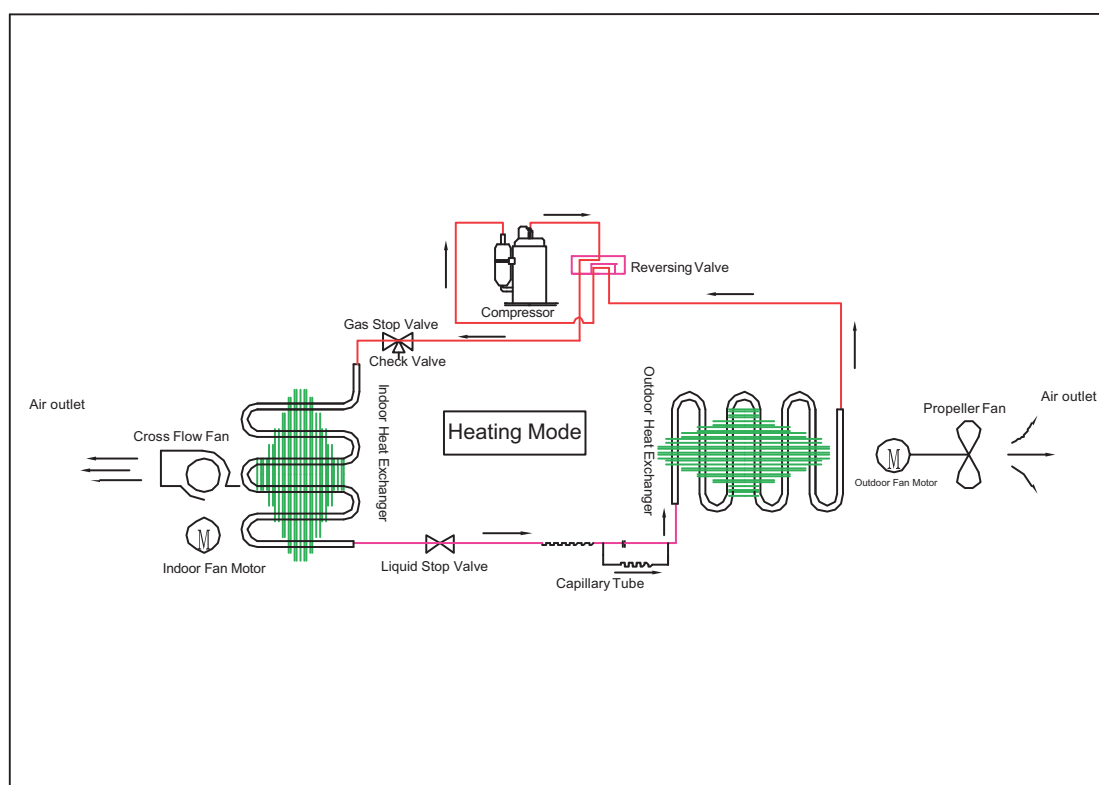 Reversing Valve
Compressor
Gas Stop Valve
Check Valve
Indoor Heat Exchanger
Outdoor Heat Exchanger
Heating Mode
Air outlet
Cross Flow Fan
M
Indoor Fan Motor
Liquid Stop Valve
Capillary Tube
M
Outdoor Fan Motor
Propeller Fan
Air outlet